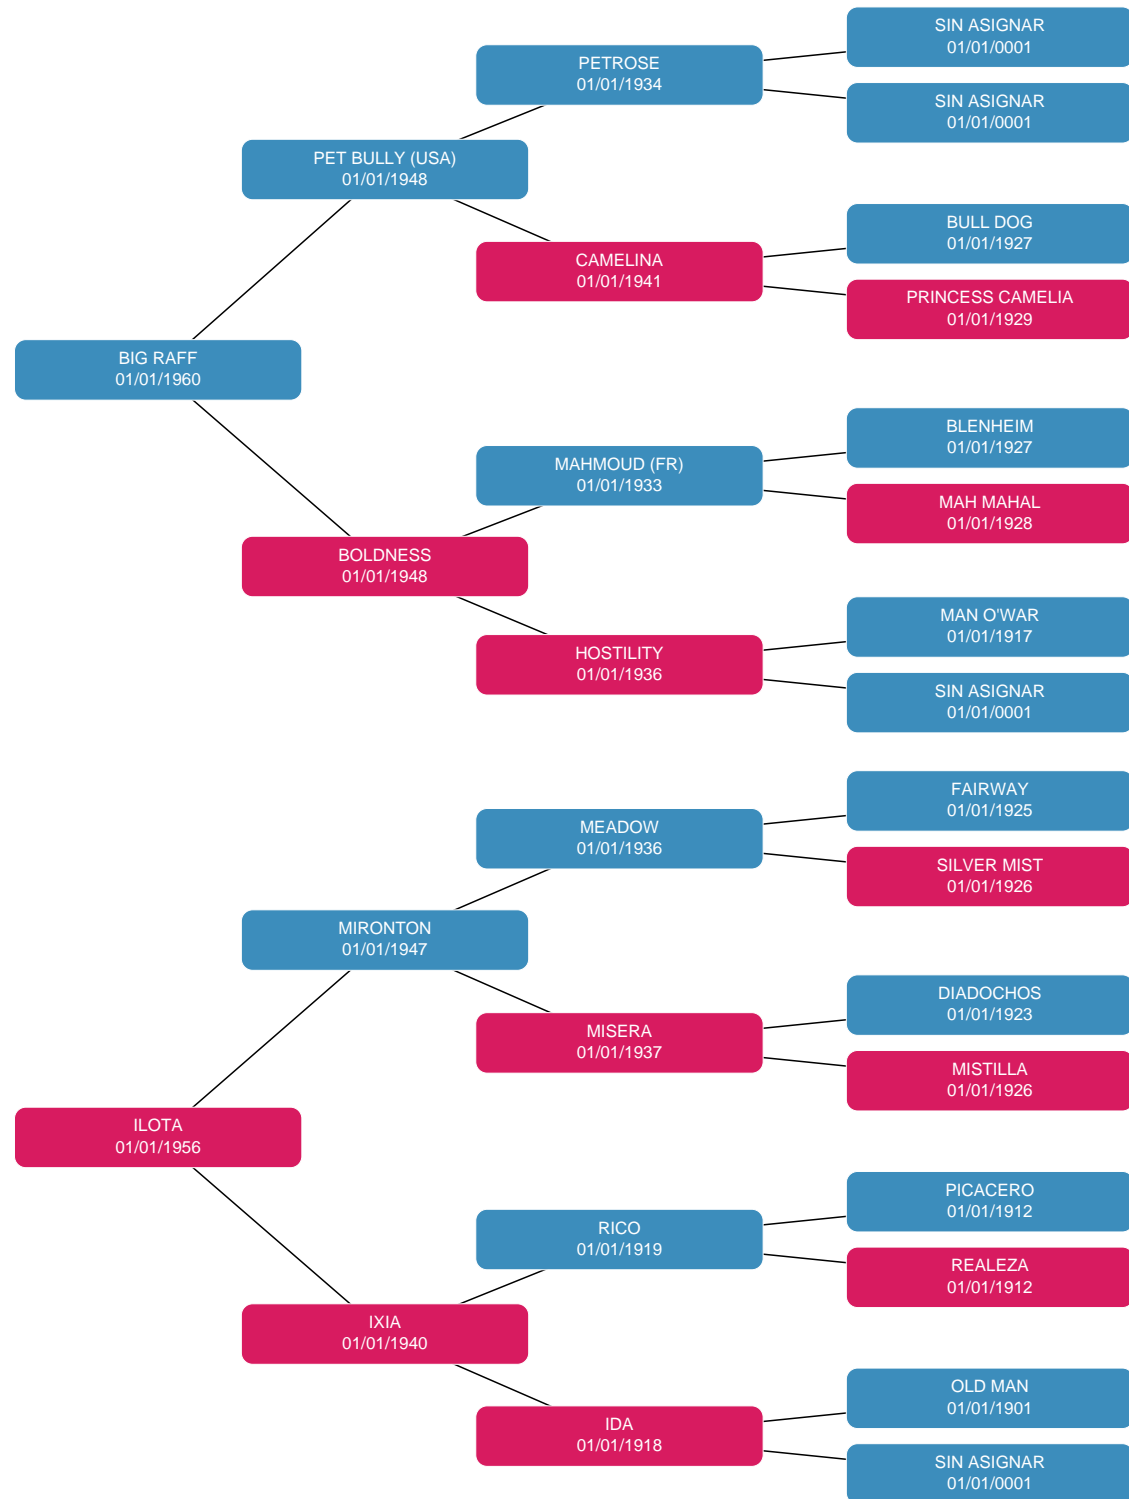 SIN ASIGNAR
01/01/0001
PETROSE
01/01/1934
SIN ASIGNAR
01/01/0001
PET BULLY (USA)
01/01/1948
BULL DOG
01/01/1927
CAMELINA
01/01/1941
PRINCESS CAMELIA
01/01/1929
BIG RAFF
01/01/1960
BLENHEIM
01/01/1927
MAHMOUD (FR)
01/01/1933
MAH MAHAL
01/01/1928
BOLDNESS
01/01/1948
MAN O'WAR
01/01/1917
HOSTILITY
01/01/1936
SIN ASIGNAR
01/01/0001
FAIRWAY
01/01/1925
MEADOW
01/01/1936
SILVER MIST
01/01/1926
MIRONTON
01/01/1947
DIADOCHOS
01/01/1923
MISERA
01/01/1937
MISTILLA
01/01/1926
ILOTA
01/01/1956
PICACERO
01/01/1912
RICO
01/01/1919
REALEZA
01/01/1912
IXIA
01/01/1940
OLD MAN
01/01/1901
IDA
01/01/1918
SIN ASIGNAR
01/01/0001